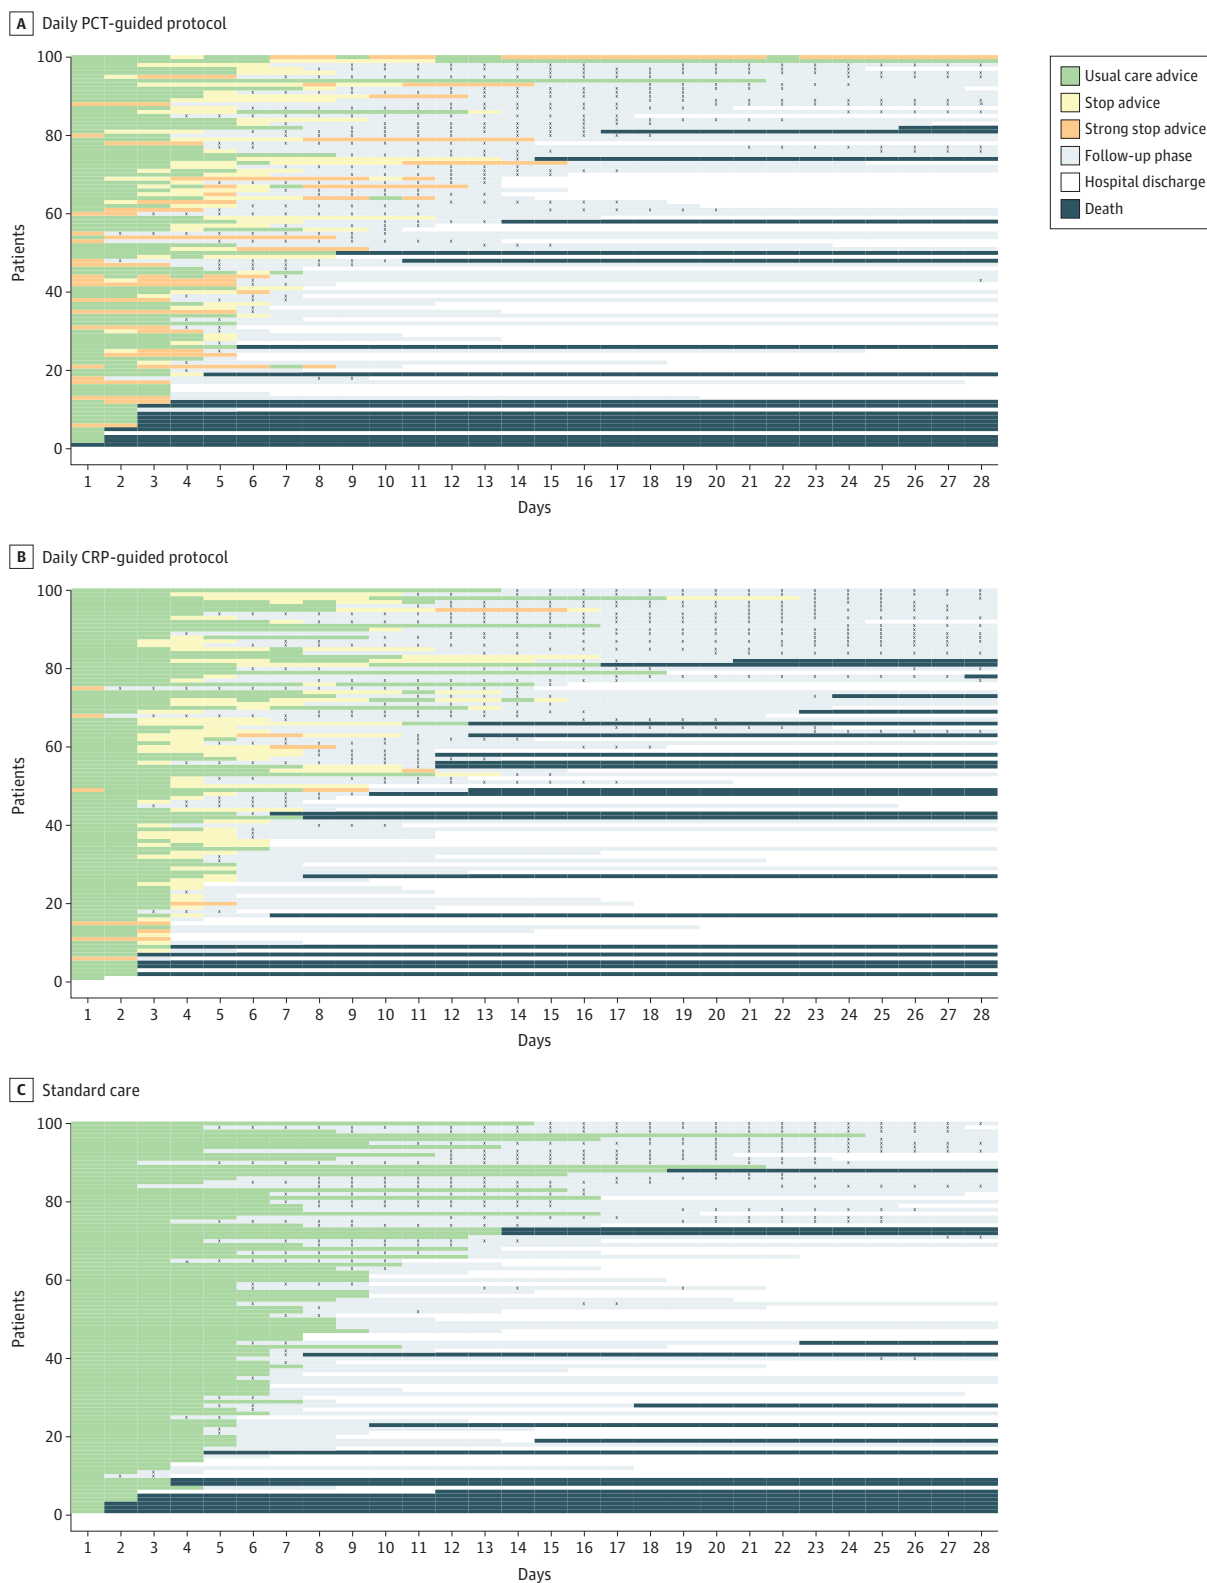 A Daily PCT-guided protocol
100
80
60
40
20
0
Patients
1 2 3 4 5 6 7 8 9 10 11 12 13 14 15 16 17 18 19 20 21 22 23 24 25 26 27 28
Days
Usual care advice
Stop advice
Strong stop advice
Follow-up phase
Hospital discharge
Death
B Daily CRP-guided protocol
100
80
60
40
20
0
Patients
1 2 3 4 5 6 7 8 9 10 11 12 13 14 15 16 17 18 19 20 21 22 23 24 25 26 27 28
Days
C Standard care
100
80
60
40
20
0
Patients
1 2 3 4 5 6 7 8 9 10 11 12 13 14 15 16 17 18 19 20 21 22 23 24 25 26 27 28
Days